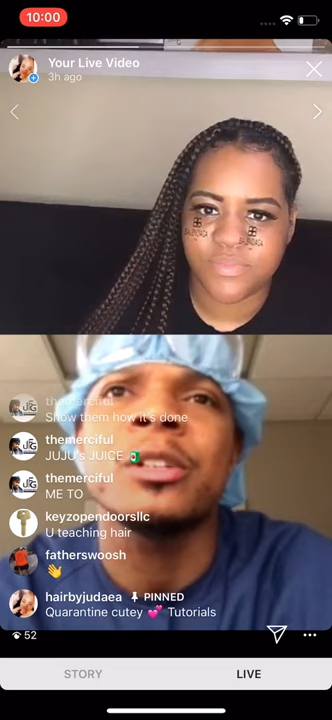 10:00
Your Live Video
3h ago
themerciful
Show them how it's done
themerciful
JUJU's JUICE 🇳🇬
themerciful
ME TO
keyzopendoorsllc
U teaching hair
fatherswoosh
👋
hairbyjudaea PINNED
Quarantine cutey 💕 Tutorials
52
STORY
LIVE